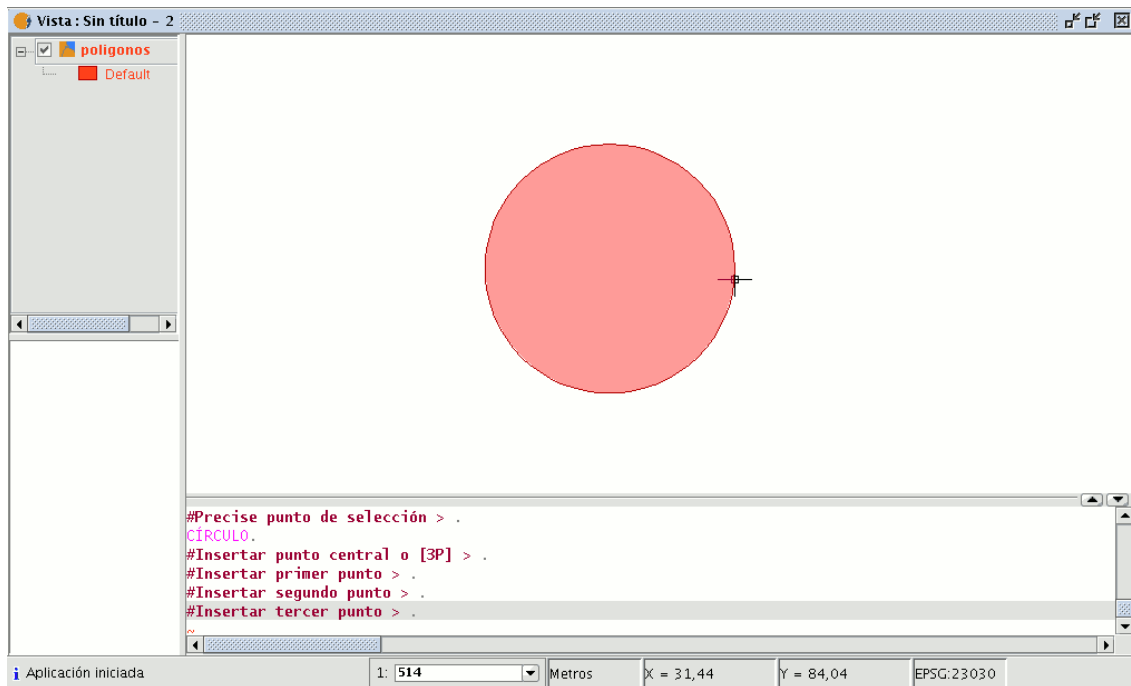 Vista : Sin título - 2
poligonos
Default
#Precise punto de selección > .
CÍRCULO.
#Insertar punto central o [3P] > .
#Insertar primer punto > .
#Insertar segundo punto > .
#Insertar tercer punto > .
~
i Aplicación iniciada
1: 514
Metros
X = 31,44
Y = 84,04
EPSG:23030